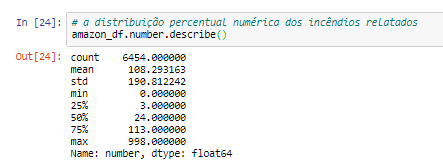 In [24]: # a distribuição percentual numérica dos incêndios relatados
amazon_df.number.describe()
Out[24]: count 6454.000000
mean 108.293163
std 190.812242
min 0.000000
25% 3.000000
50% 24.000000
75% 113.000000
max 998.000000
Name: number, dtype: float64